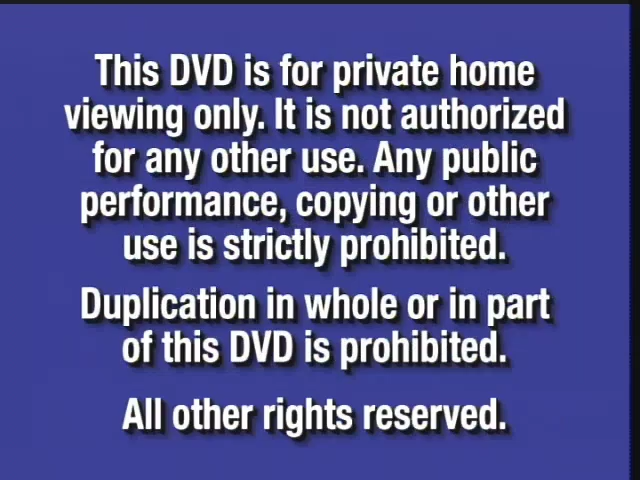 This DVD is for private home
viewing only. It is not authorized
for any other use. Any public
performance, copying or other
use is strictly prohibited.
Duplication in whole or in part
of this DVD is prohibited.
All other rights reserved.